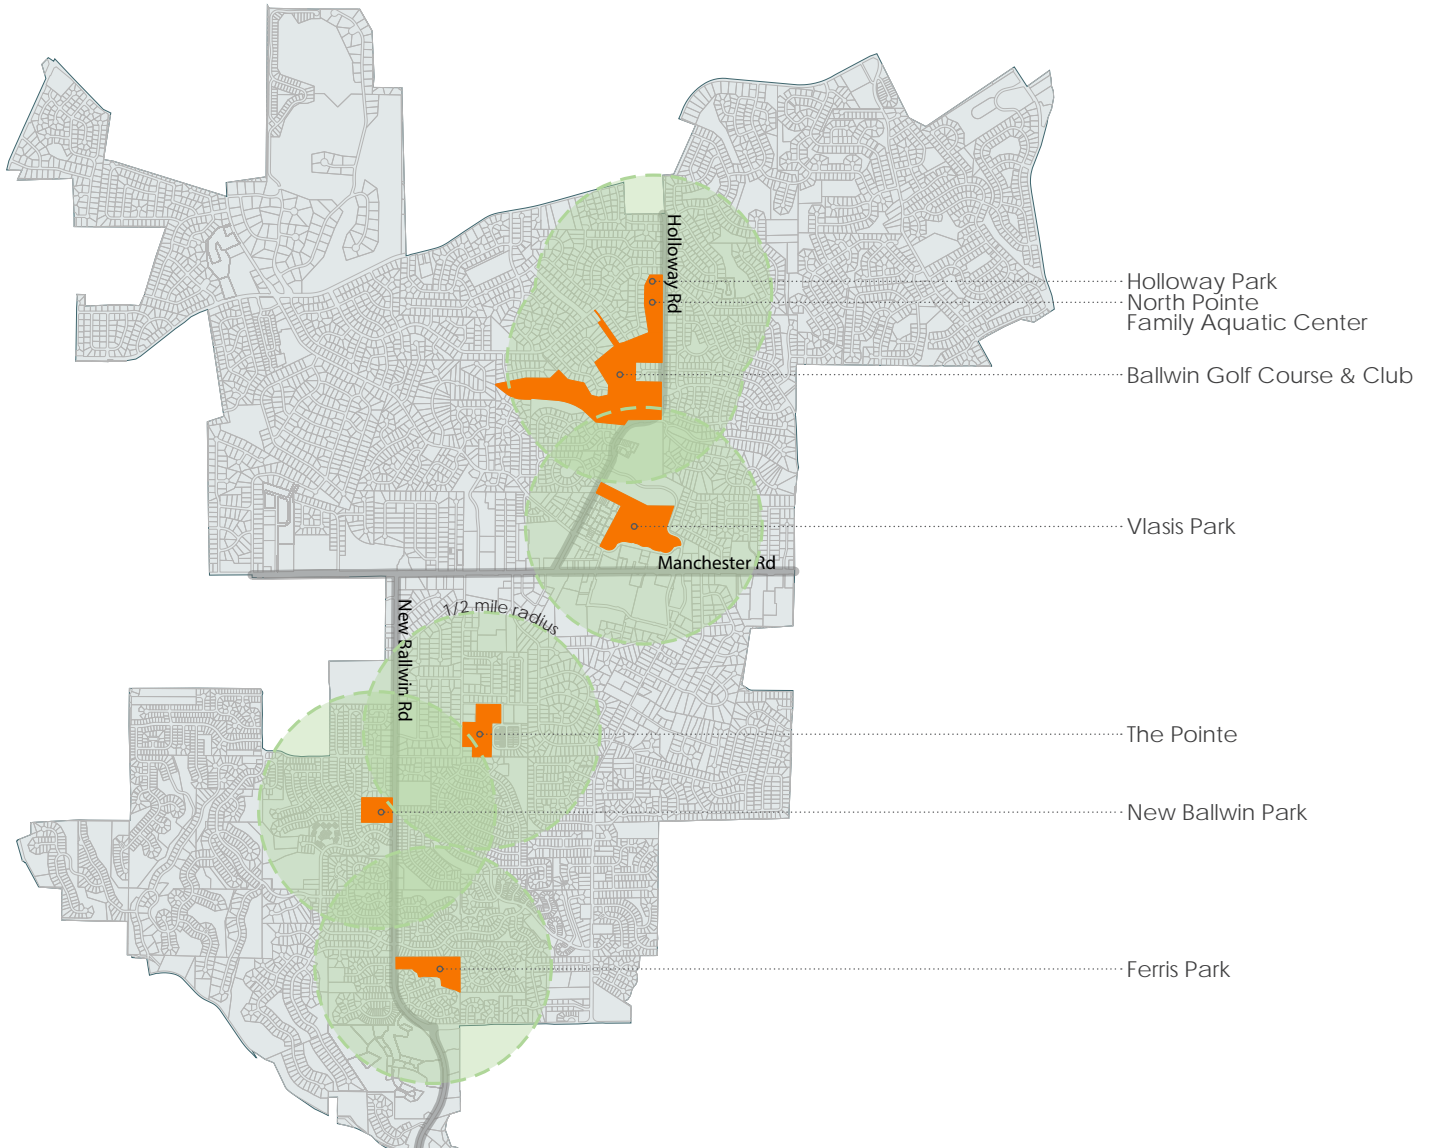 Holloway Rd
Holloway Park
North Pointe
Family Aquatic Center
Ballwin Golf Course & Club
Vlasis Park
Manchester Rd
1/2 mile radius
New Ballwin Rd
The Pointe
New Ballwin Park
Ferris Park